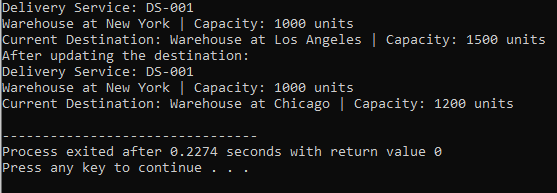 Delivery Service: DS-001
Warehouse at New York | Capacity: 1000 units
Current Destination: Warehouse at Los Angeles | Capacity: 1500 units
After updating the destination:
Delivery Service: DS-001
Warehouse at New York | Capacity: 1000 units
Current Destination: Warehouse at Chicago | Capacity: 1200 units
--------------------------------
Process exited after 0.2274 seconds with return value 0
Press any key to continue . . .